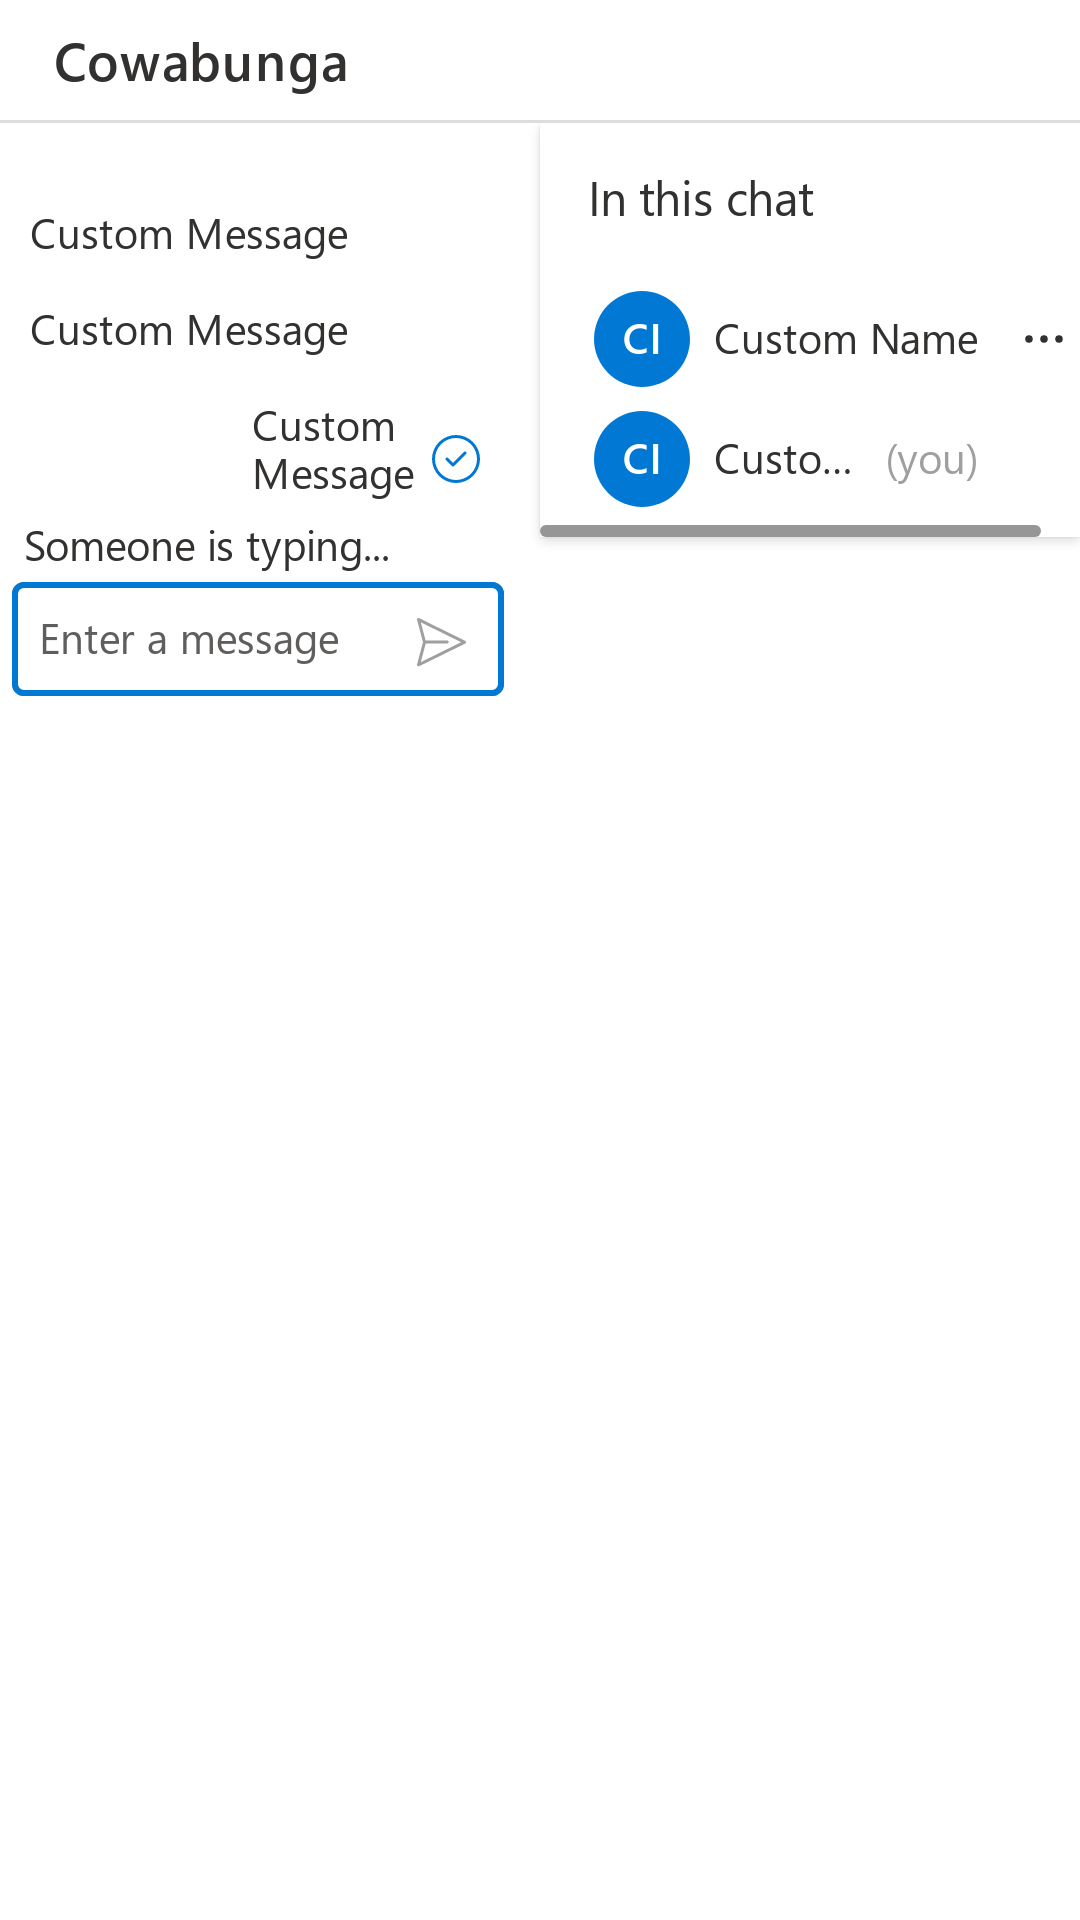 Cowabunga
Custom Message
Custom Message
Custom
Message
Someone is typing...
Enter a message
In this chat
CI Custom Name
CI Custo... (you)